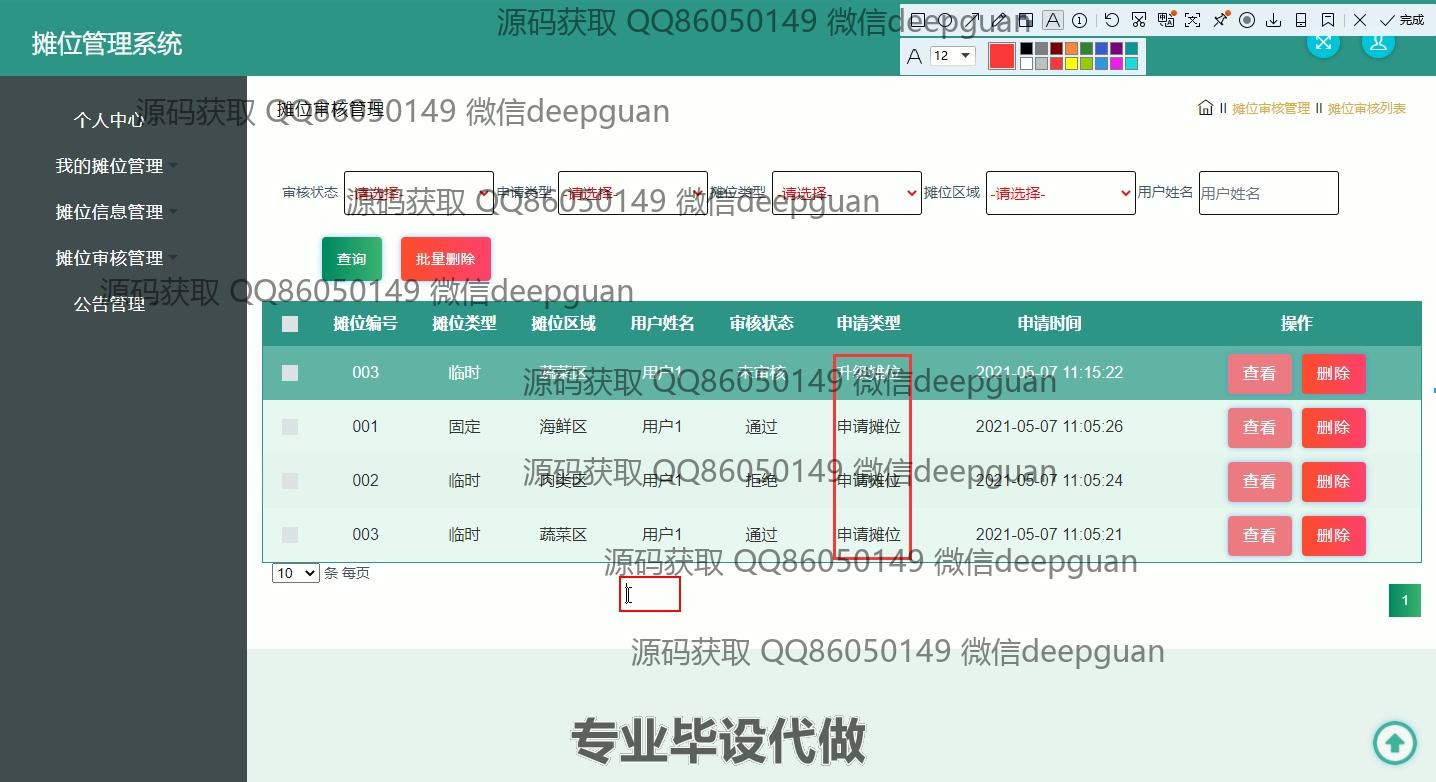 源码获取 QQ86050149 微信deepguan
完成
摊位管理系统
A 12
源码获取 QQ86050149 微信deepguan
个人中心
我的摊位管理
摊位信息管理
摊位审核管理
公告管理
摊位审核管理
摊位审核管理 II 摊位审核列表
审核状态 -请选择- 申请类型 -请选择- 摊位类型 -请选择- 摊位区域 -请选择- 用户姓名 用户姓名
源码获取 QQ86050149 微信deepguan
查询 批量删除
源码获取 QQ86050149 微信deepguan
摊位编号 摊位类型 摊位区域 用户姓名 审核状态 申请类型 申请时间 操作
003 临时 蔬菜区 用户1 未审核 升级摊位 2021-05-07 11:15:22 查看 删除
源码获取 QQ86050149 微信deepguan
001 固定 海鲜区 用户1 通过 申请摊位 2021-05-07 11:05:26 查看 删除
源码获取 QQ86050149 微信deepguan
002 临时 肉类区 用户1 拒绝 申请摊位 2021-05-07 11:05:24 查看 删除
003 临时 蔬菜区 用户1 通过 申请摊位 2021-05-07 11:05:21 查看 删除
源码获取 QQ86050149 微信deepguan
10 条 每页
1
源码获取 QQ86050149 微信deepguan
专业毕设代做